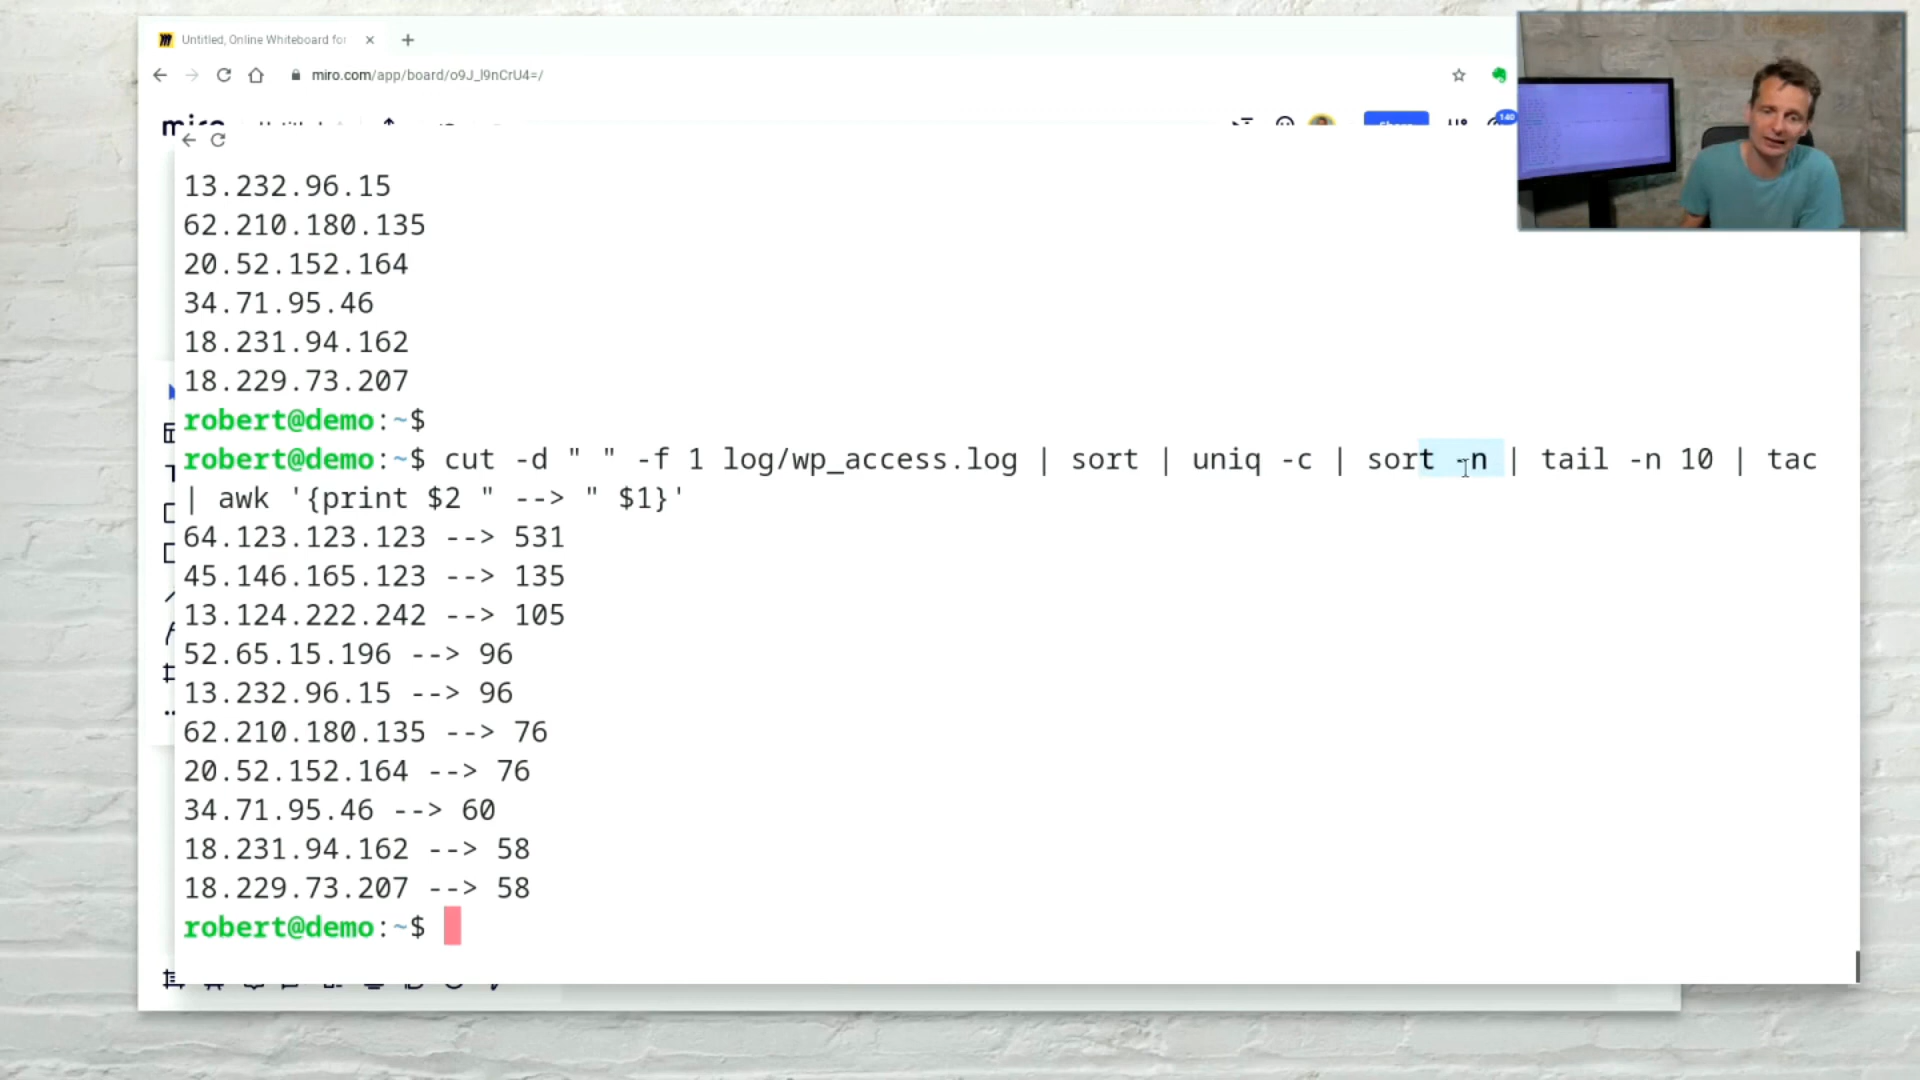 Untitled, Online Whiteboard for
miro.com/app/board/o9J_l9nCrU4=/
miro
Share
140
13.232.96.15
62.210.180.135
20.52.152.164
34.71.95.46
18.231.94.162
18.229.73.207
robert@demo:~$
robert@demo:~$ cut -d " " -f 1 log/wp_access.log | sort | uniq -c | sort -n | tail -n 10 | tac
| awk '{print $2 " --> " $1}'
64.123.123.123 --> 531
45.146.165.123 --> 135
13.124.222.242 --> 105
52.65.15.196 --> 96
13.232.96.15 --> 96
62.210.180.135 --> 76
20.52.152.164 --> 76
34.71.95.46 --> 60
18.231.94.162 --> 58
18.229.73.207 --> 58
robert@demo:~$